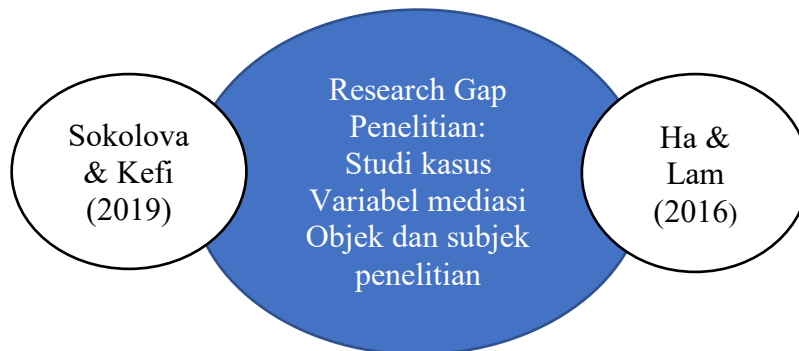 Sokolova
& Kefi
(2019)
Research Gap
Penelitian:
Studi kasus
Variabel mediasi
Objek dan subjek
penelitian
Ha &
Lam
(2016)